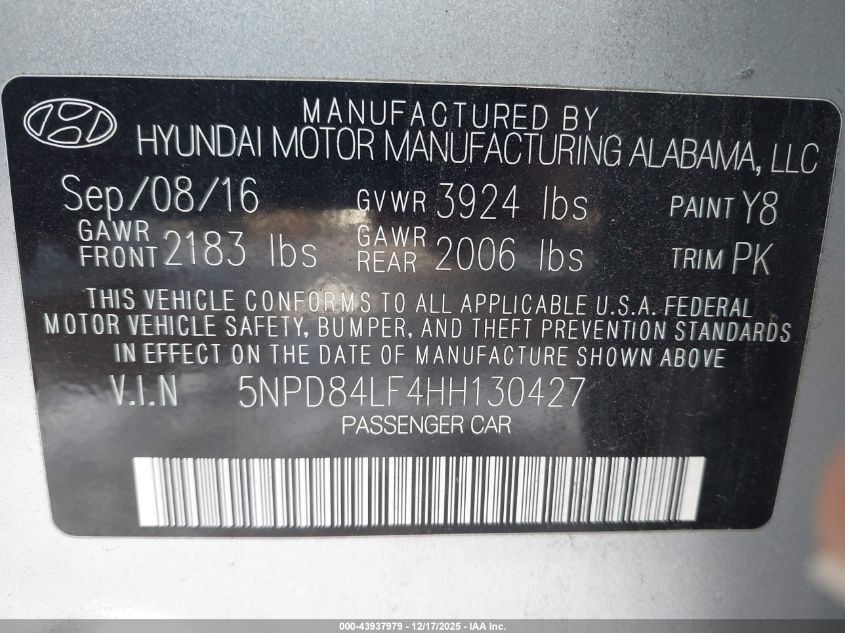 MANUFACTURED BY
HYUNDAI MOTOR MANUFACTURING ALABAMA, LLC
Sep/08/16 GVWR 3924 lbs PAINT Y8
GAWR FRONT 2183 lbs GAWR REAR 2006 lbs TRIM PK
THIS VEHICLE CONFORMS TO ALL APPLICABLE U.S.A. FEDERAL
MOTOR VEHICLE SAFETY, BUMPER, AND THEFT PREVENTION STANDARDS
IN EFFECT ON THE DATE OF MANUFACTURE SHOWN ABOVE
V.I.N 5NPD84LF4HH130427
PASSENGER CAR
000-43937979 - 12/17/2025 - IAA Inc.